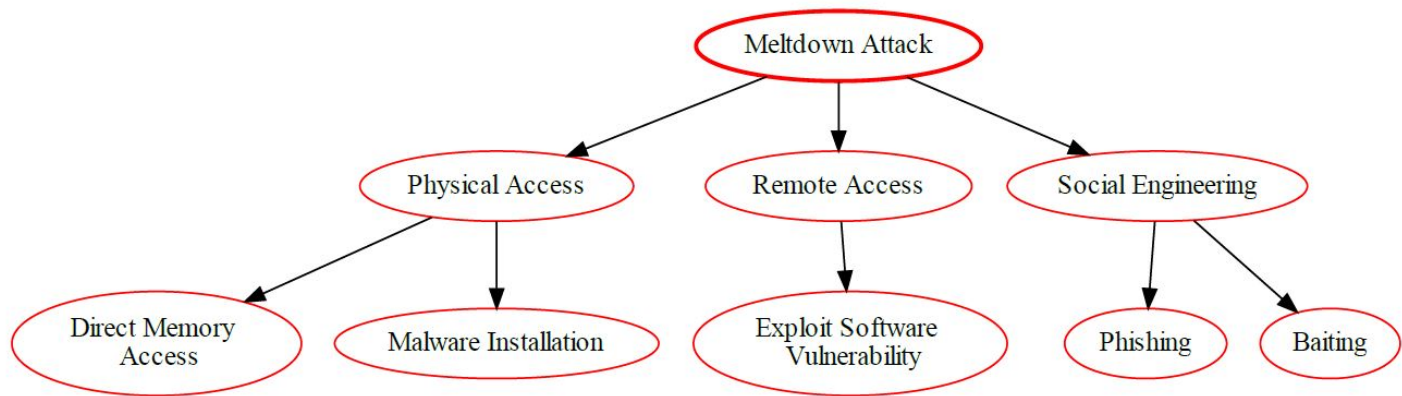 Meltdown Attack
Physical Access
Remote Access
Social Engineering
Direct Memory
Access
Malware Installation
Exploit Software
Vulnerability
Phishing
Baiting